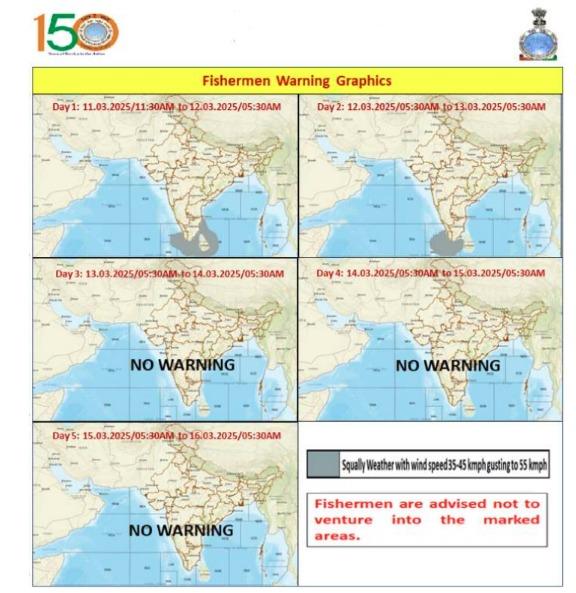 150
Fishermen Warning Graphics
Day 1: 11.03.2025/11:30AM to 12.03.2025/05:30AM
Day 2: 12.03.2025/05:30AM to 13.03.2025/05:30AM
Day 3: 13.03.2025/05:30AM to 14.03.2025/05:30AM
Day 4: 14.03.2025/05:30AM to 15.03.2025/05:30AM
NO WARNING
NO WARNING
Day 5: 15.03.2025/05:30AM to 16.03.2025/05:30AM
NO WARNING
Squally Weather with wind speed 35-45 kmph gusting to 55 kmph
Fishermen are advised not to
venture into the marked
areas.